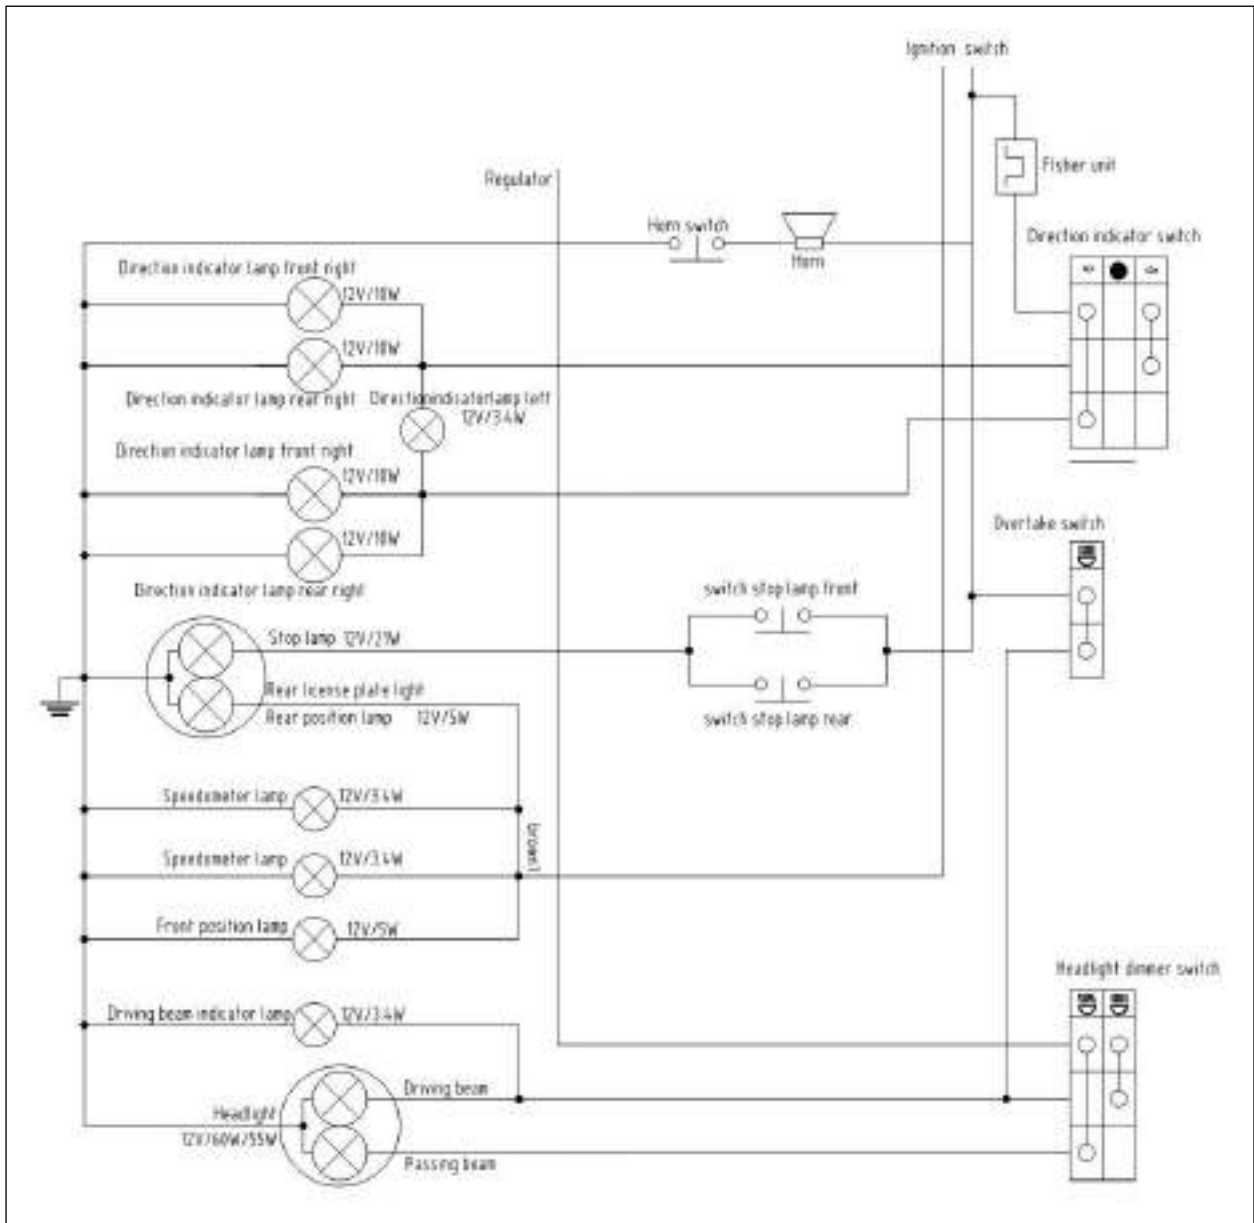 Ignition switch
Flsher unit
Regulator
Horn switch
Horn
Direction indicator switch
Direction indicator lamp front right
12V/10W
12V/10W
Direction indicator lamp rear right
Directionindicatorlamp left
12V/3.4W
Direction indicator lamp front right
12V/10W
12V/10W
Direction indicator lamp rear right
Overtake switch
switch stop lamp front
Stop lamp 12V/21W
Rear license plate light
Rear position lamp 12V/5W
switch stop lamp rear
Speedometer lamp 12V/3.4W
brown1
Speedometer lamp 12V/3.4W
Front position lamp 12V/5W
Headlight dimmer switch
Driving beam indicator lamp 12V/3.4W
Driving beam
Headlight
12V/60W/55W
Passing beam